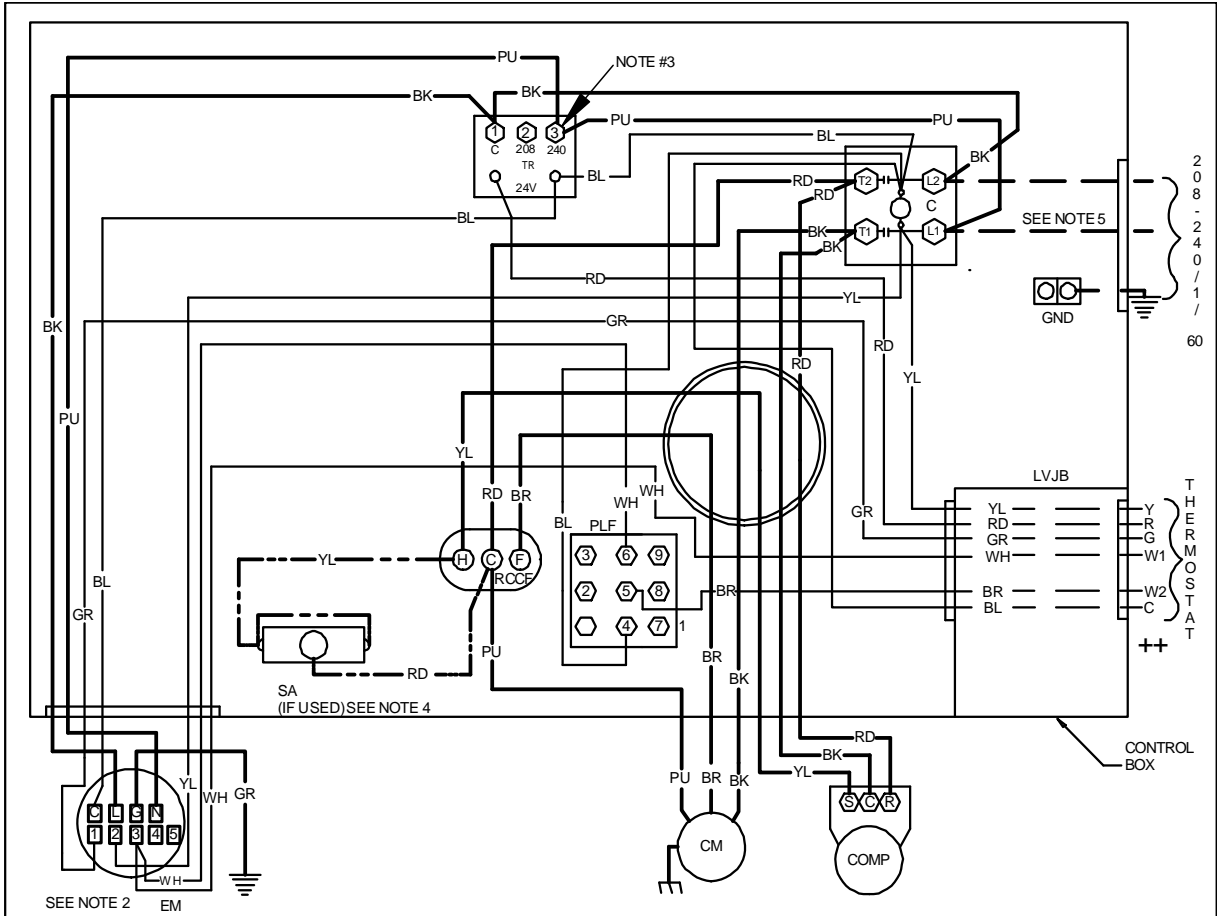 PU
NOTE #3
BK
BK
PU
PU
BL
BK
1 2 3
C 208 240
TR
24V
BL
BL
RD
RD
T2
L2
C
BK
BK
T1
L1
SEE NOTE 5
208-240/1/60
GND
RD
YL
GR
BK
RD
RD
YL
PU
YL
RD
BR
WH
WH
GR
LVJB
THERMOSTAT
YL Y
RD R
GR G
WH W1
BR W2
BL C
++
BL
PLF
3 6 9
2 5 8
4 7 1
BR
H C F
RCCF
YL
BL
GR
RD
PU
BR
BK
SA
(IF USED) SEE NOTE 4
RD
BK
YL
CONTROL
BOX
YL
WH
GR
PU
BR
BK
C L G N
1 2 3 4 5
WH
S C R
CM
COMP
SEE NOTE 2
EM